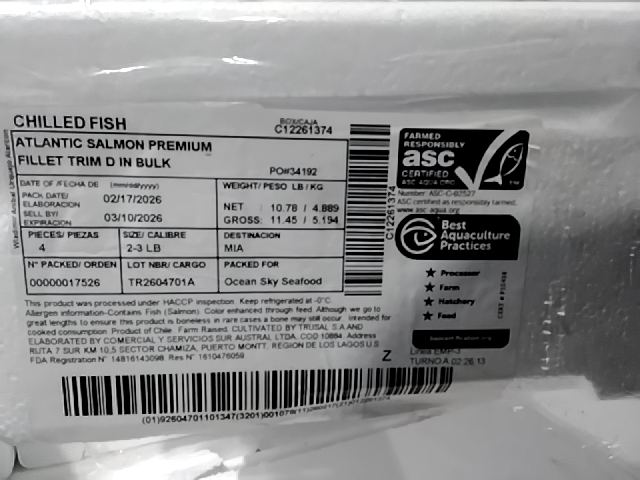 CHILLED FISH
BOX/CAJA
C12261374
ATLANTIC SALMON PREMIUM
FILLET TRIM D IN BULK
PO#34192
DATE OF /FECHA DE (mm/dd/yyyy)
PACK DATE/
ELABORACION 02/17/2026
SELL BY/
EXPIRACION 03/10/2026
WEIGHT/ PESO LB / KG
NET 10.78 / 4.889
GROSS: 11.45 / 5.194
PIECES/ PIEZAS
4
SIZE/ CALIBRE
2-3 LB
DESTINACION
MIA
N° PACKED/ ORDEN
00000017526
LOT NBR/ CARGO
TR2604701A
PACKED FOR
Ocean Sky Seafood
This product was processed under HACCP inspection. Keep refrigerated at -0°C.
Allergen information-Contains Fish (Salmon). Color enhanced through feed. Although we go to
great lengths to ensure this product is boneless in rare cases a bone may still occur. Intended for
cooked consumption. Product of Chile. Farm Raised. CULTIVATED BY TRUSAL S.A AND
ELABORATED BY COMERCIAL Y SERVICIOS SUR AUSTRAL LTDA. COD 10884. Address
RUTA 7 SUR KM 10,5 SECTOR CHAMIZA, PUERTO MONTT. REGION DE LOS LAGOS U.S
FDA Registration N° 14816143098 Res N° 1610476059
Z
C12261374
FARMED
RESPONSIBLY
asc
CERTIFIED
ASC-AQUA.ORG
TM
ASC certified as responsibly farmed.
www.asc-aqua.org
Best
Aquaculture
Practices
Processor
Farm
Hatchery
Feed
Linea EMP-3
TURNO A 02:26:13